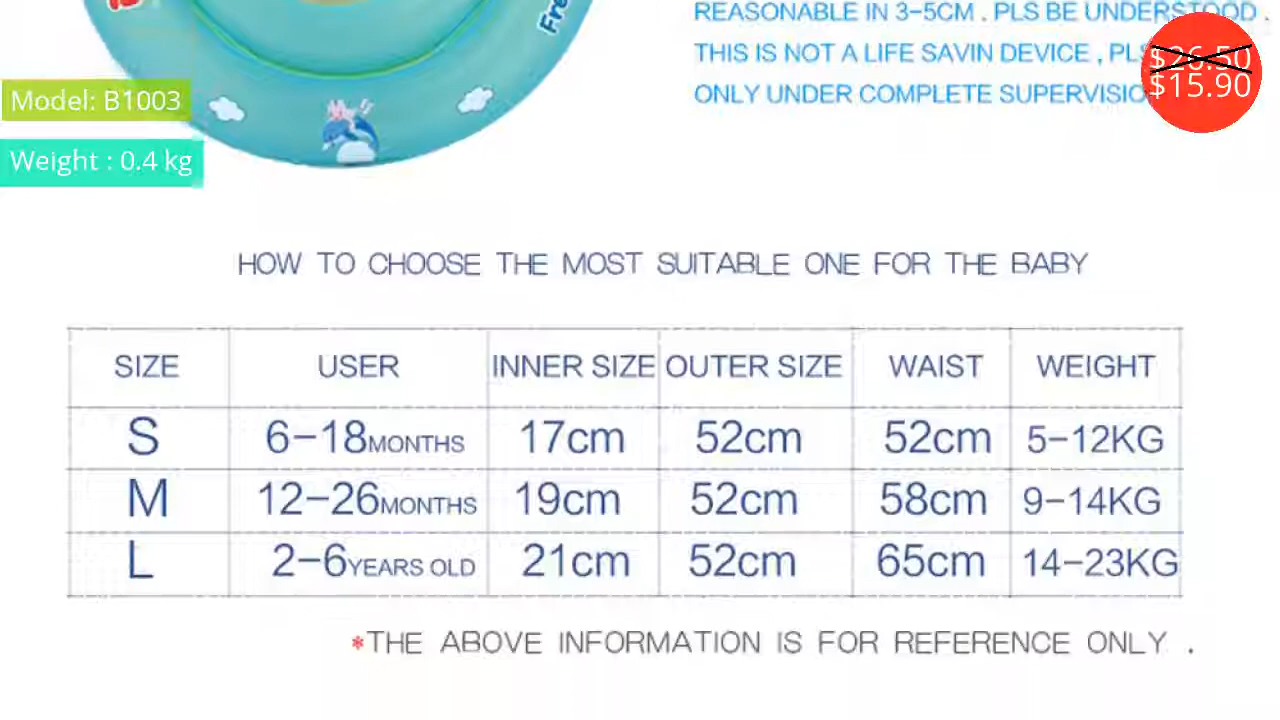 REASONABLE IN 3-5CM . PLS BE UNDERSTOOD .
THIS IS NOT A LIFE SAVIN DEVICE , PLS
ONLY UNDER COMPLETE SUPERVISIO
$26.50
$15.90
Fre
Model: B1003
Weight : 0.4 kg
HOW TO CHOOSE THE MOST SUITABLE ONE FOR THE BABY
SIZE USER INNER SIZE OUTER SIZE WAIST WEIGHT
S 6-18MONTHS 17cm 52cm 52cm 5-12KG
M 12-26MONTHS 19cm 52cm 58cm 9-14KG
L 2-6YEARS OLD 21cm 52cm 65cm 14-23KG
*THE ABOVE INFORMATION IS FOR REFERENCE ONLY .